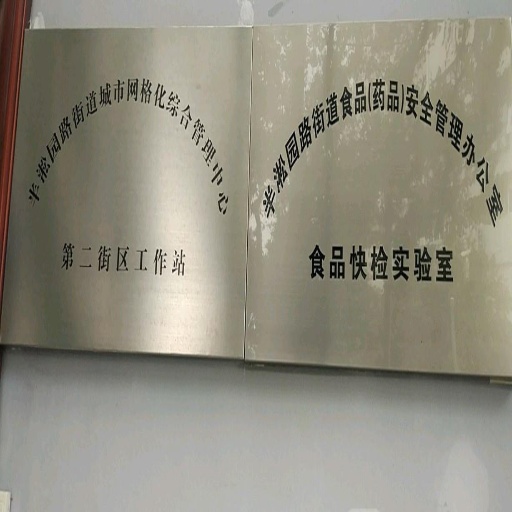 半淞园路街道城市网格化综合管理中心
第二街区工作站
半淞园路街道食品(药品)安全管理办公室
食品快检实验室